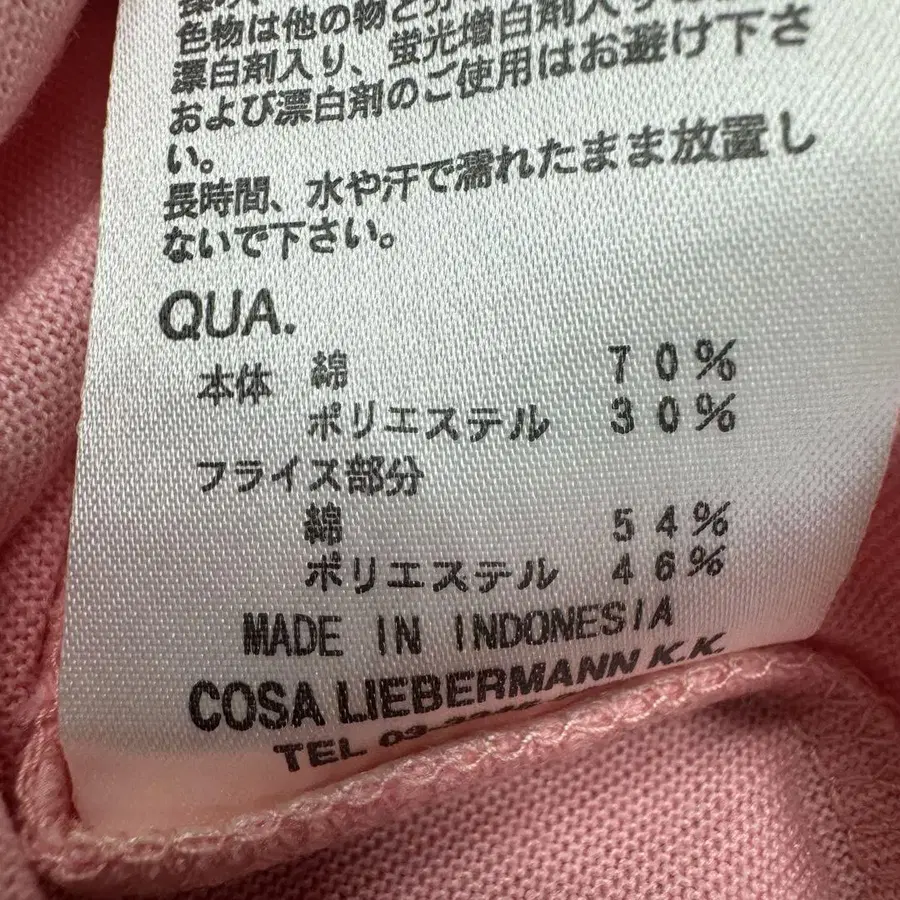 色物は他の物と分
漂白剤入り、蛍光増白剤入り
および漂白剤のご使用はお避け下さ
い。
長時間、水や汗で濡れたまま放置し
ないで下さい。
QUA.
本体 綿 70%
ポリエステル 30%
フライス部分
綿 54%
ポリエステル 46%
MADE IN INDONESIA
COSA LIEBERMANN K.K.
TEL